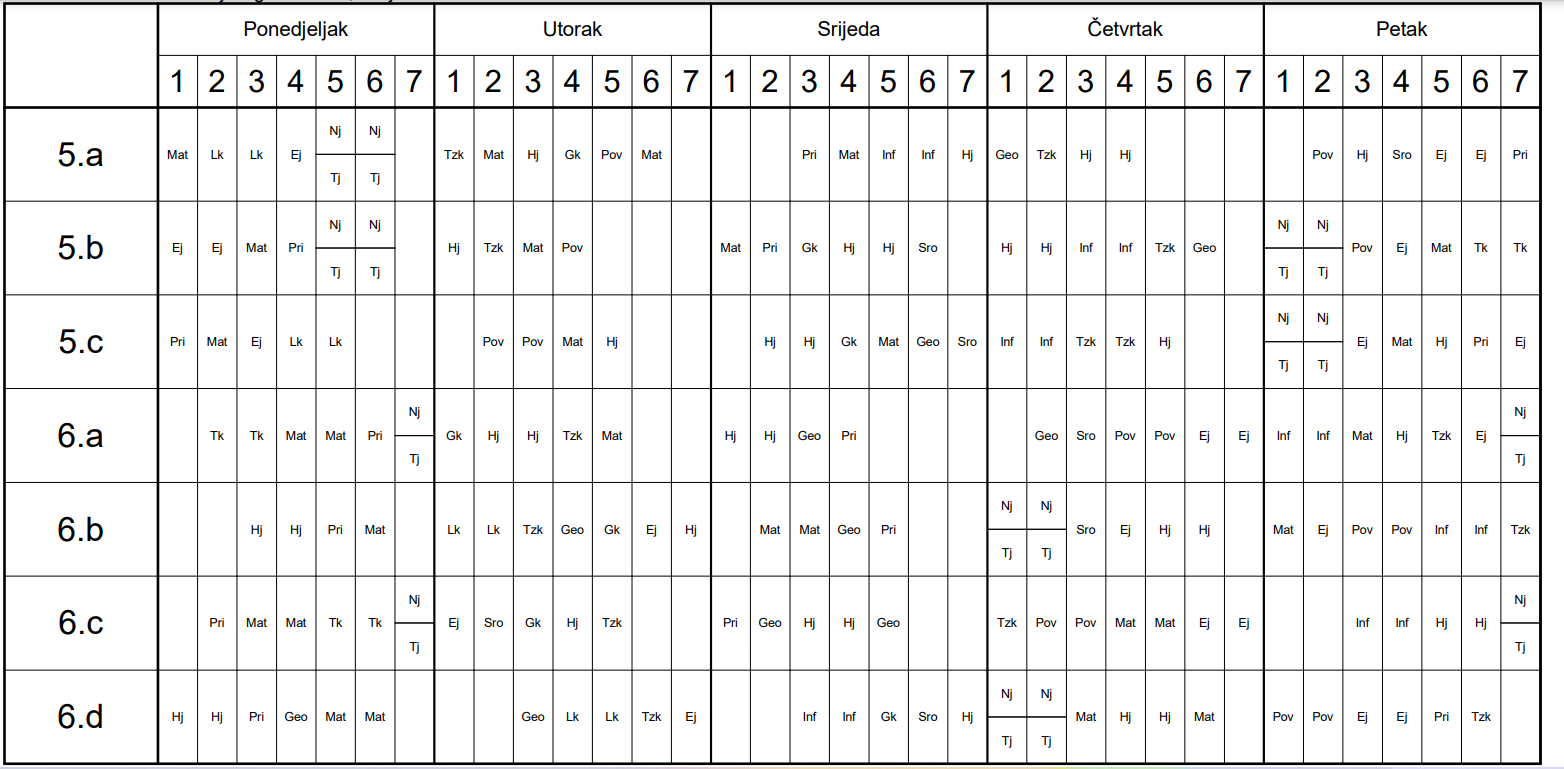 Ponedjeljak Utorak Srijeda Četvrtak Petak
1 2 3 4 5 6 7 1 2 3 4 5 6 7 1 2 3 4 5 6 7 1 2 3 4 5 6 7 1 2 3 4 5 6 7
Nj Nj
5.a Mat Lk Lk Ej Tzk Mat Hj Gk Pov Mat Pri Mat Inf Inf Hj Geo Tzk Hj Hj Pov Hj Sro Ej Ej Pri
Tj Tj
Nj Nj Nj Nj
5.b Ej Ej Mat Pri Hj Tzk Mat Pov Mat Pri Gk Hj Hj Sro Hj Hj Inf Inf Tzk Geo Pov Ej Mat Tk Tk
Tj Tj Tj Tj
Nj Nj
5.c Pri Mat Ej Lk Lk Pov Pov Mat Hj Hj Hj Gk Mat Geo Sro Inf Inf Tzk Tzk Hj Ej Mat Hj Pri Ej
Tj Tj
Nj Nj
6.a Tk Tk Mat Mat Pri Gk Hj Hj Tzk Mat Hj Hj Geo Pri Geo Sro Pov Pov Ej Ej Inf Inf Mat Hj Tzk Ej
Tj Tj
Nj Nj
6.b Hj Hj Pri Mat Lk Lk Tzk Geo Gk Ej Hj Mat Mat Geo Pri Sro Ej Hj Hj Mat Ej Pov Pov Inf Inf Tzk
Tj Tj
Nj Nj
6.c Pri Mat Mat Tk Tk Ej Sro Gk Hj Tzk Pri Geo Hj Hj Geo Tzk Pov Pov Mat Mat Ej Ej Inf Inf Hj Hj
Tj Tj
Nj Nj
6.d Hj Hj Pri Geo Mat Mat Geo Lk Lk Tzk Ej Inf Inf Gk Sro Hj Mat Hj Hj Mat Pov Pov Ej Ej Pri Tzk
Tj Tj